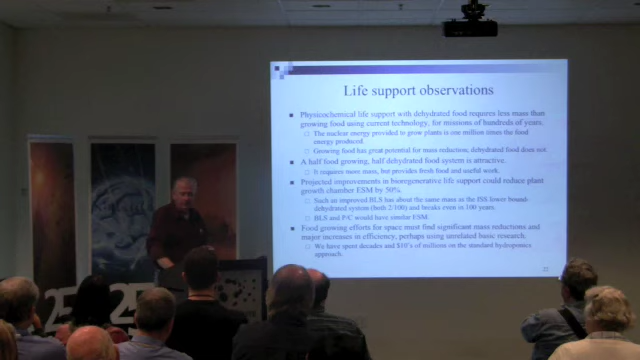 Life support observations
Physicochemical life support with dehydrated food requires less mass than
growing food using current technology, for missions of hundreds of years.
The nuclear energy provided to grow plants is one million times the food
energy produced.
Growing food has great potential for mass reduction, dehydrated food does not.
A half food growing, half dehydrated food system is attractive.
It requires more mass, but provides fresh food and useful work.
Projected improvements in bioregenerative life support could reduce plant
growth chamber ESM by 50%.
Such an improved BLS has about the same mass as the ISS lower bound
dehydrated system (both 2/100) and breaks even in 100 years.
BLS and P/C would have similar ESM.
Food growing efforts for space must find significant mass reductions and
major increases in efficiency, perhaps using unrelated basic research.
We have spent decades and $10's of millions on the standard hydroponics
approach.
25